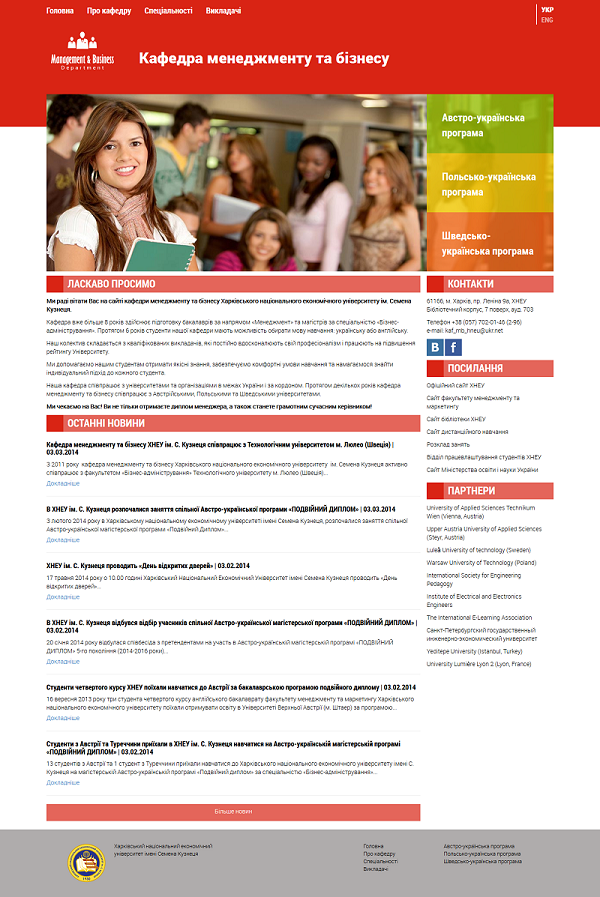 Головна Про кафедру Спеціальності Викладачі
УКР
ENG
Management & Business
Department
Кафедра менеджменту та бізнесу
Австро-українська
програма
Польсько-українська
програма
Шведсько-
українська програма
ЛАСКАВО ПРОСИМО
Ми раді вітати Вас на сайті кафедри менеджменту та бізнесу Харківського національного економічного університету ім. Семена
Кузнеця.
Кафедра вже більше 8 років здійснює підготовку бакалаврів за напрямом «Менеджмент» та магістрів за спеціальністю «Бізнес-
адміністрування». Протягом 6 років студенти нашої кафедри мають можливість обирати мову навчання: українську або англійську.
Наш колектив складається з кваліфікованих викладачів, які постійно вдосконалюють свій професіоналізм і працюють на підвищення
рейтингу Університету.
Ми допомагаємо нашим студентам отримати якісні знання, забезпечуємо комфортні умови навчання та намагаємося знайти
індивідуальний підхід до кожного студента.
Наша кафедра співпрацює з університетами та організаціями в межах України і за кордоном. Протягом декількох років кафедра
менеджменту та бізнесу співпрацює з Австрійськими, Польськими та Шведськими університетами.
Ми чекаємо на Вас! Ви не тільки отримаєте диплом менеджера, а також станете грамотним сучасним керівником!
ОСТАННІ НОВИНИ
Кафедра менеджменту та бізнесу ХНЕУ ім. С. Кузнеця співпрацює з Технологічним університетом м. Люлео (Швеція) |
03.03.2014
З 2011 року кафедра менеджменту та бізнесу Харківського національного економічного університету ім. Семена Кузнеця активно
співпрацює з факультетом «Бізнес-адміністрування» Технологічного університету м. Люлео (Швеція)...
Докладніше
В ХНЕУ ім. С. Кузнеця розпочалися заняття спільної Австро-української програми «ПОДВІЙНИЙ ДИПЛОМ» | 03.03.2014
3 лютого 2014 року в Харківському національному економічному університеті імені Семена Кузнеця, розпочалися заняття спільної
Австро-української магістерської програми «Подвійний Диплом»...
Докладніше
ХНЕУ ім. С. Кузнеця проводить «День відкритих дверей» | 03.02.2014
17 травня 2014 року о 10.00 годині Харківський Національний Економічний Університет імені Семена Кузнеця проводить «День
відкритих дверей»...
Докладніше
В ХНЕУ ім. С. Кузнеця відбувся відбір учасників спільної Австро-української магістерської програми «ПОДВІЙНИЙ ДИПЛОМ» |
03.02.2014
20 січня 2014 року відбулася співбесіда з претендентами на участь в Австро-українській магістерській програмі «ПОДВІЙНИЙ
ДИПЛОМ» 5-го покоління (2014-2016 роки)...
Докладніше
Студенти четвертого курсу ХНЕУ поїхали навчатися до Австрії за бакалаврською програмою подвійного диплому | 03.02.2014
16 вересня 2013 року три студента четвертого курсу англійського бакалаврату факультету менеджменту та маркетингу Харківського
національного економічного університету поїхали отримувати освіту в Університеті Верхньої Австрії (м. Штаєр) за програмою...
Докладніше
Студенти з Австрії та Туреччини приїхали в ХНЕУ ім. С. Кузнеця навчатися на Австро-українській магістерській програмі
«ПОДВІЙНИЙ ДИПЛОМ» | 03.02.2014
13 студентів з Австрії та 1 студент з Туреччини приїхали навчатися до Харківського національного економічного університету імені С.
Кузнеця на магістерській Австро-українській програмі «Подвійний диплом» за спеціальністю «Бізнес-адміністрування»...
Докладніше
Більше новин
КОНТАКТИ
61166, м. Харків, пр. Леніна 9а, ХНЕУ
Бібліотечний корпус, 7 поверх, ауд. 703
Телефон +38 (057) 702-01-46 (2-96)
e-mail: kaf_mb_hneu@ukr.net
B f
ПОСИЛАННЯ
Офіційний сайт ХНЕУ
Сайт факультету менеджменту та
маркетингу
Сайт бібліотеки ХНЕУ
Сайт дистанційного навчання
Розклад занять
Відділ працевлаштування студентів ХНЕУ
Сайт Міністерства освіти і науки України
ПАРТНЕРИ
University of Applied Sciences Technikum
Wien (Vienna, Austria)
Upper Austria University of Applied Sciences
(Steyr, Austria)
Luleå University of technology (Sweden)
Warsaw University of Technology (Poland)
International Society for Engineering
Pedagogy
Institute of Electrical and Electronics
Engineers
The International E-Learning Association
Санкт-Петербургский государственный
инженерно-экономический университет
Yeditepe University (Istanbul, Turkey)
University Lumière Lyon 2 (Lyon, France)
Харківський національний економічний
університет імені Семена Кузнеця
Головна
Про кафедру
Спеціальності
Викладачі
Австро-українська програма
Польсько-українська програма
Шведсько-українська програма